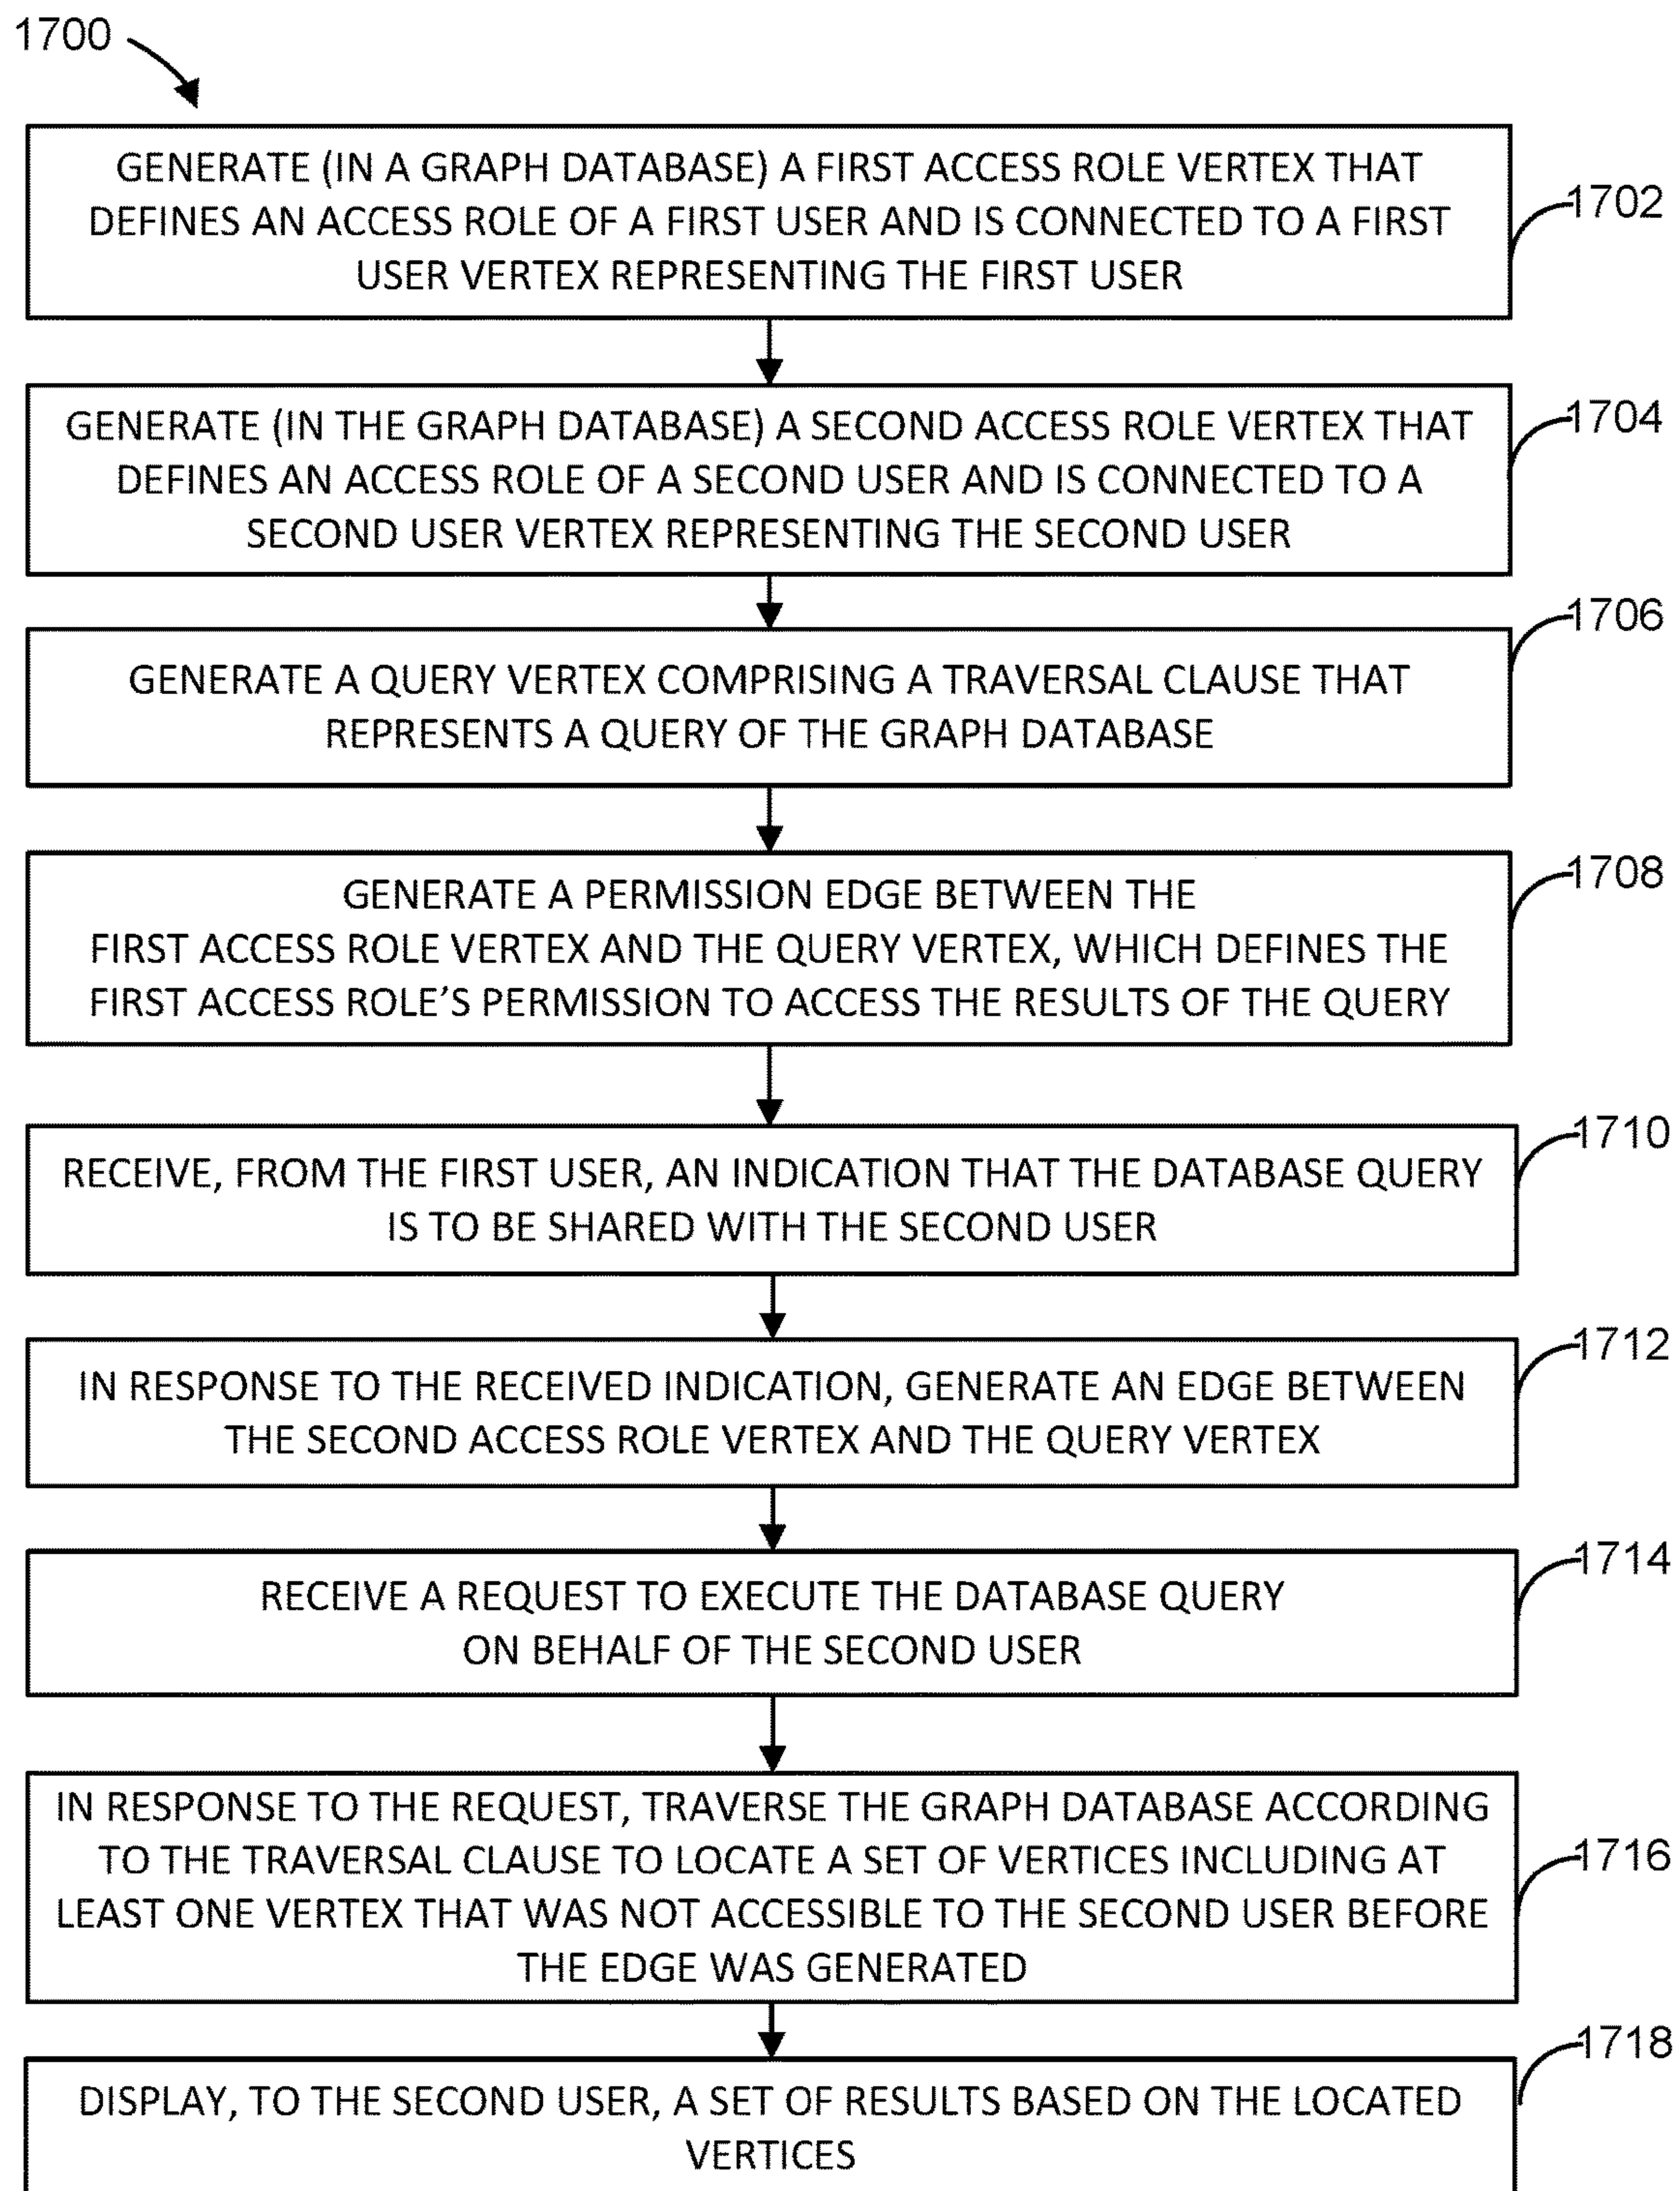 1700
GENERATE (IN A GRAPH DATABASE) A FIRST ACCESS ROLE VERTEX THAT
DEFINES AN ACCESS ROLE OF A FIRST USER AND IS CONNECTED TO A FIRST
USER VERTEX REPRESENTING THE FIRST USER
1702
GENERATE (IN THE GRAPH DATABASE) A SECOND ACCESS ROLE VERTEX THAT
DEFINES AN ACCESS ROLE OF A SECOND USER AND IS CONNECTED TO A
SECOND USER VERTEX REPRESENTING THE SECOND USER
1704
GENERATE A QUERY VERTEX COMPRISING A TRAVERSAL CLAUSE THAT
REPRESENTS A QUERY OF THE GRAPH DATABASE
1706
GENERATE A PERMISSION EDGE BETWEEN THE
FIRST ACCESS ROLE VERTEX AND THE QUERY VERTEX, WHICH DEFINES THE
FIRST ACCESS ROLE’S PERMISSION TO ACCESS THE RESULTS OF THE QUERY
1708
RECEIVE, FROM THE FIRST USER, AN INDICATION THAT THE DATABASE QUERY
IS TO BE SHARED WITH THE SECOND USER
1710
IN RESPONSE TO THE RECEIVED INDICATION, GENERATE AN EDGE BETWEEN
THE SECOND ACCESS ROLE VERTEX AND THE QUERY VERTEX
1712
RECEIVE A REQUEST TO EXECUTE THE DATABASE QUERY
ON BEHALF OF THE SECOND USER
1714
IN RESPONSE TO THE REQUEST, TRAVERSE THE GRAPH DATABASE ACCORDING
TO THE TRAVERSAL CLAUSE TO LOCATE A SET OF VERTICES INCLUDING AT
LEAST ONE VERTEX THAT WAS NOT ACCESSIBLE TO THE SECOND USER BEFORE
THE EDGE WAS GENERATED
1716
DISPLAY, TO THE SECOND USER, A SET OF RESULTS BASED ON THE LOCATED
VERTICES
1718